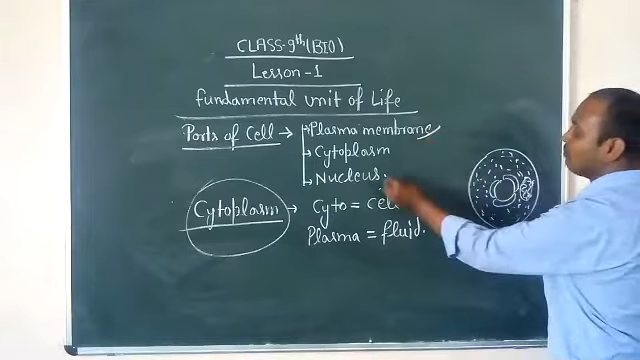 CLASS-9th (BIO)
Lesson-1
Fundamental unit of Life
Parts of Cell → Plasma membrane
→ Cytoplasm
→ Nucleus.
Cytoplasm → Cyto = cell
Plasma = fluid.